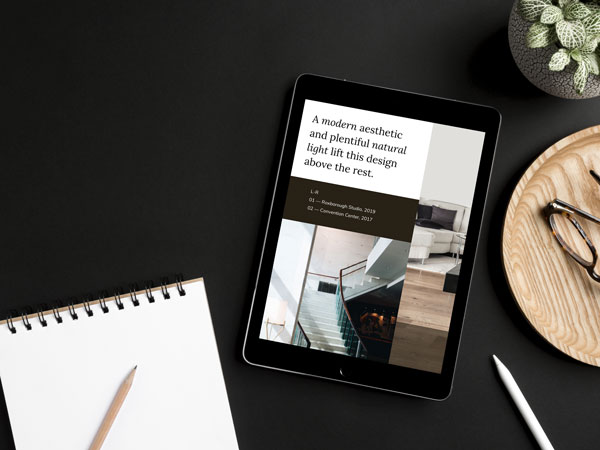 A modern aesthetic
and plentiful natural
light lift this design
above the rest.
L-R
01 — Roxborough Studio, 2019
02 — Convention Center, 2017